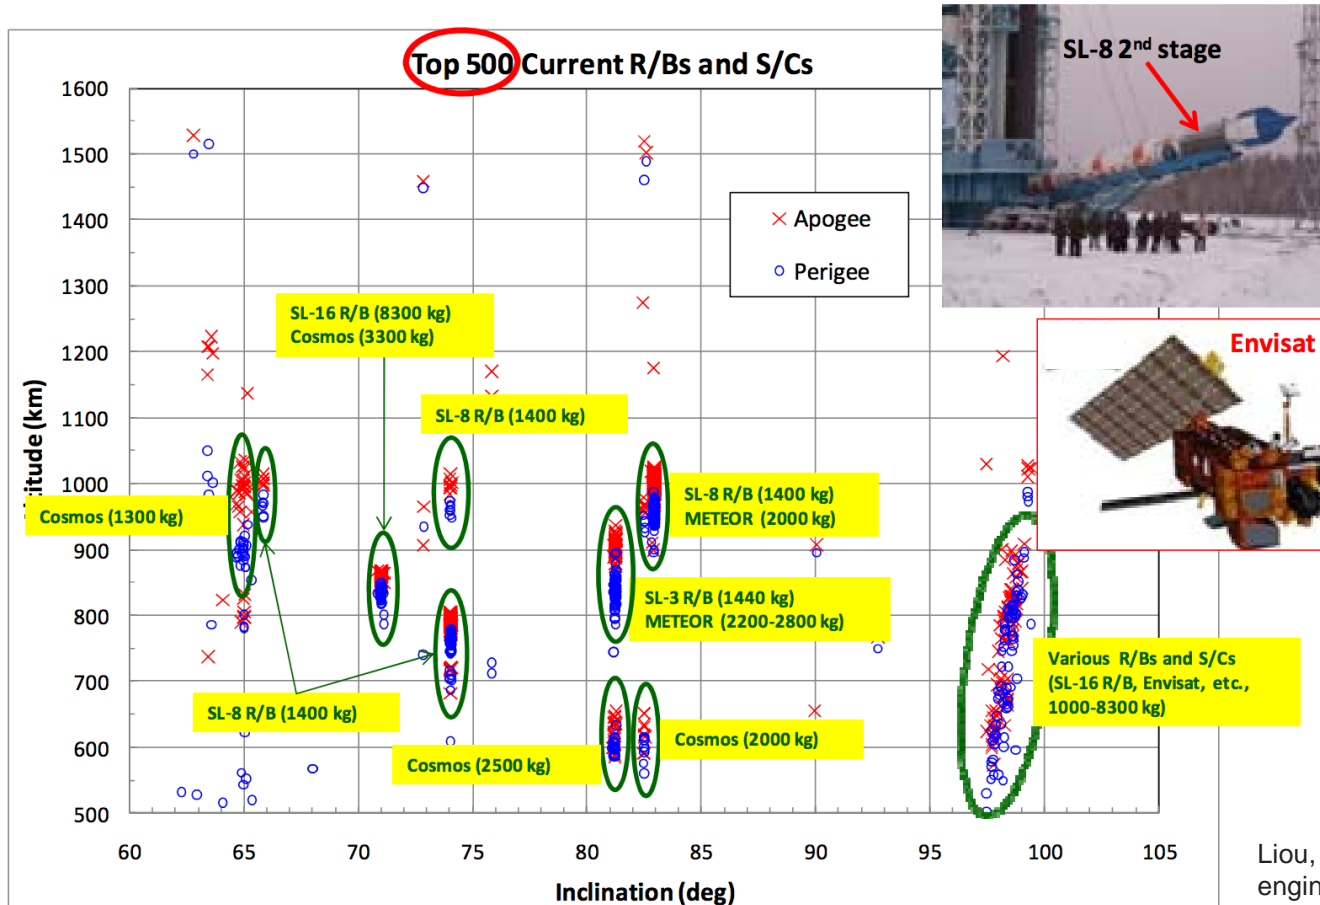 Top 500 Current R/Bs and S/Cs
SL-8 2nd stage
1600
1500
1400
1300
1200
1100
1000
900
800
700
600
500
(km)
Apogee
Perigee
SL-16 R/B (8300 kg)
Cosmos (3300 kg)
Envisat
SL-8 R/B (1400 kg)
SL-8 R/B (1400 kg)
METEOR (2000 kg)
Cosmos (1300 kg)
SL-3 R/B (1440 kg)
METEOR (2200-2800 kg)
Various R/Bs and S/Cs
(SL-16 R/B, Envisat, etc.,
1000-8300 kg)
SL-8 R/B (1400 kg)
Cosmos (2000 kg)
Cosmos (2500 kg)
60 65 70 75 80 85 90 95 100 105
Inclination (deg)
Liou,
engin